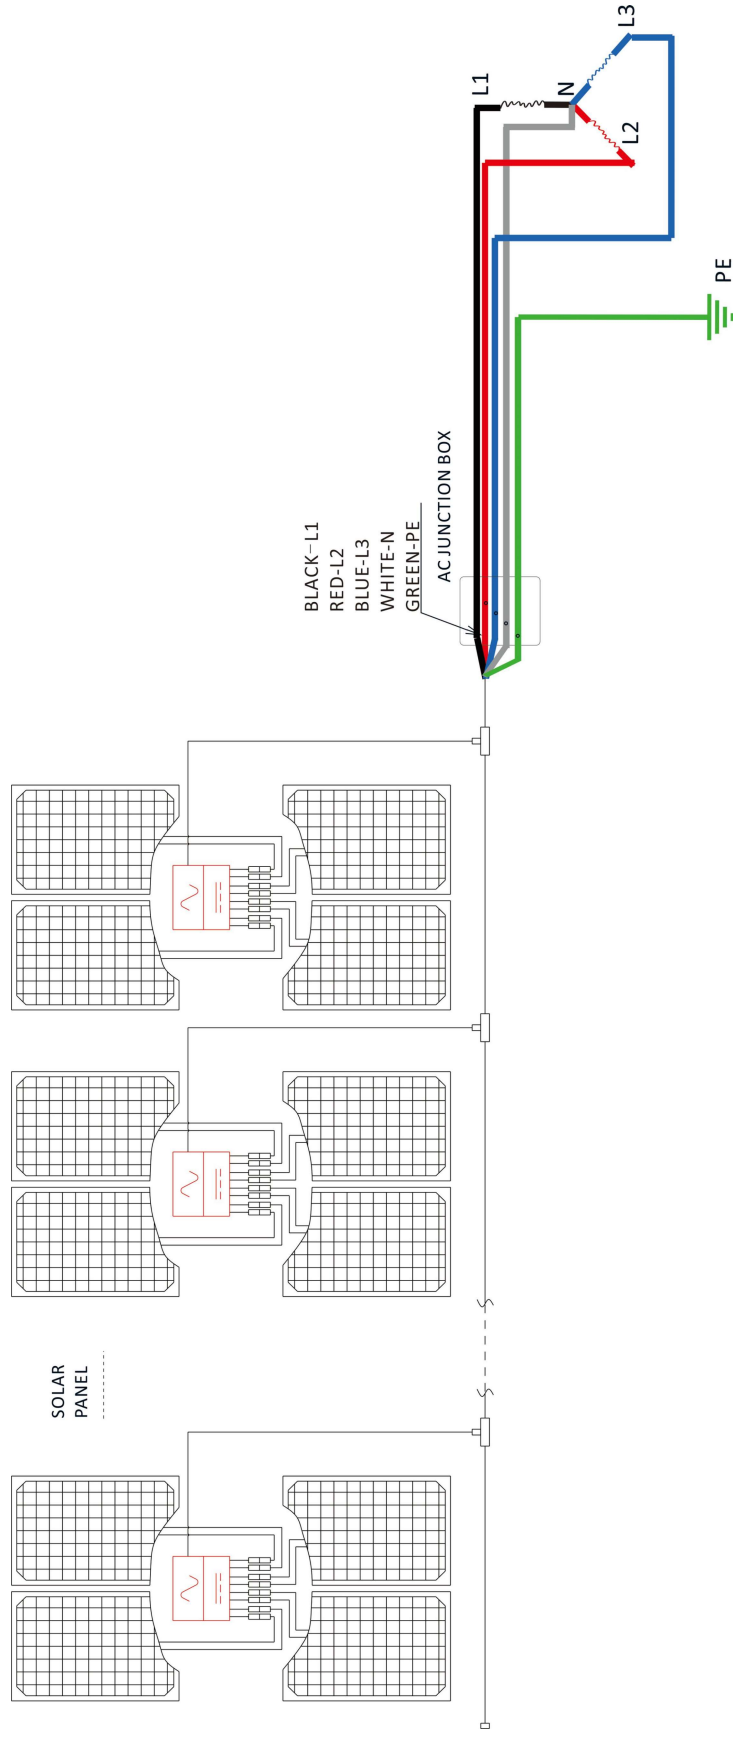 SOLAR
PANEL
BLACK-L1
RED-L2
BLUE-L3
WHITE-N
GREEN-PE
AC JUNCTION BOX
L1
N
L2
L3
PE